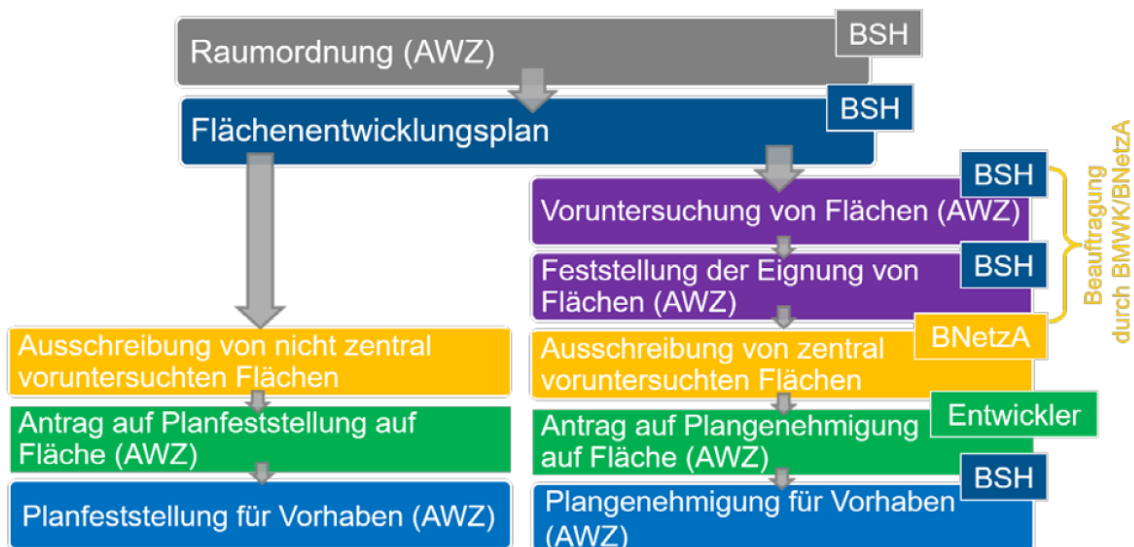 Raumordnung (AWZ)
BSH
Flächenentwicklungsplan
BSH
Voruntersuchung von Flächen (AWZ)
BSH
Feststellung der Eignung von
Flächen (AWZ)
BSH
Beauftragung
durch BMWK/BNetzA
Ausschreibung von nicht zentral
voruntersuchten Flächen
Ausschreibung von zentral
voruntersuchten Flächen
BNetzA
Antrag auf Planfeststellung auf
Fläche (AWZ)
Antrag auf Plangenehmigung
auf Fläche (AWZ)
Entwickler
Planfeststellung für Vorhaben (AWZ)
Plangenehmigung für Vorhaben
(AWZ)
BSH